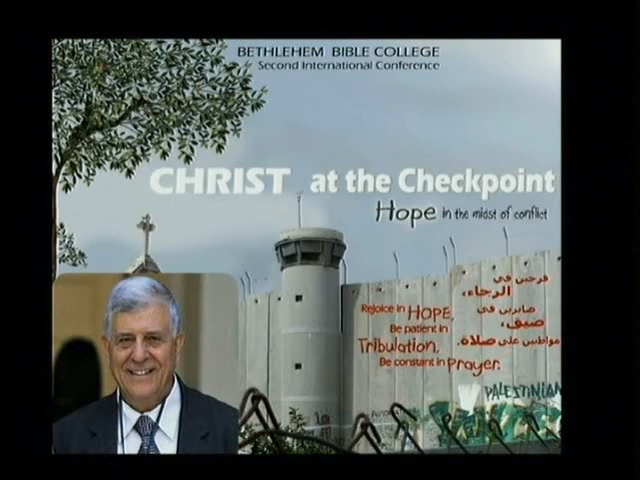 BETHLEHEM BIBLE COLLEGE
Second International Conference
CHRIST at the Checkpoint
Hope in the midst of conflict
Rejoice in HOPE,
Be patient in
Tribulation,
Be constant in prayer.
فرحين في
الرجاء،
صابرين في
ضيق،
مواظبين على صلاة.
PALESTINIAN